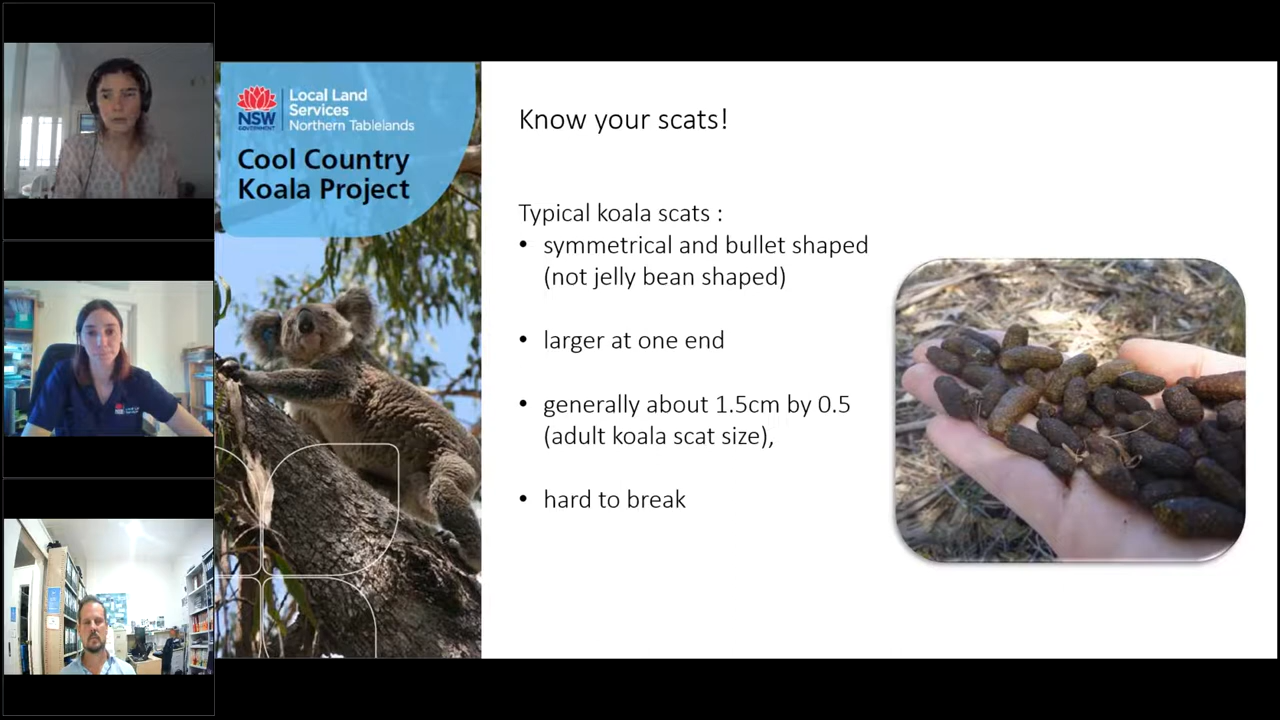 Local Land
Services
Northern Tablelands
NSW
GOVERNMENT
Cool Country
Koala Project
Know your scats!
Typical koala scats :
• symmetrical and bullet shaped
(not jelly bean shaped)
• larger at one end
• generally about 1.5cm by 0.5
(adult koala scat size),
• hard to break